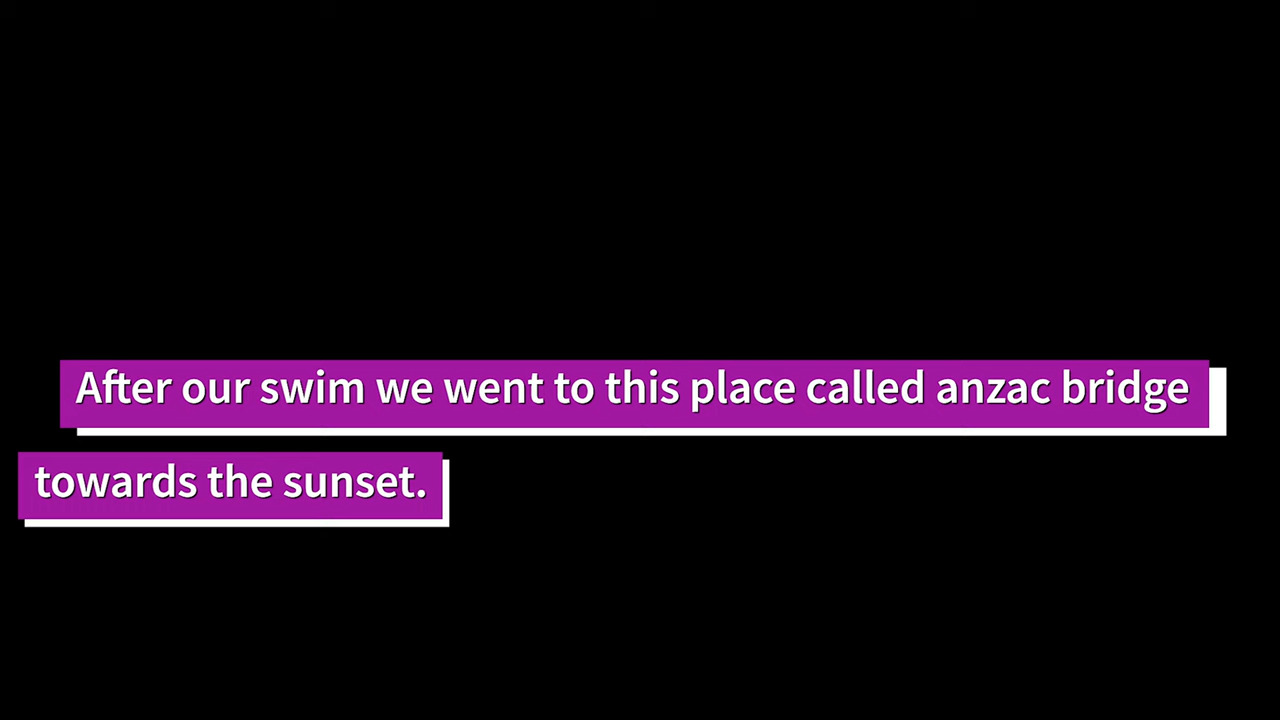 After our swim we went to this place called anzac bridge
towards the sunset.